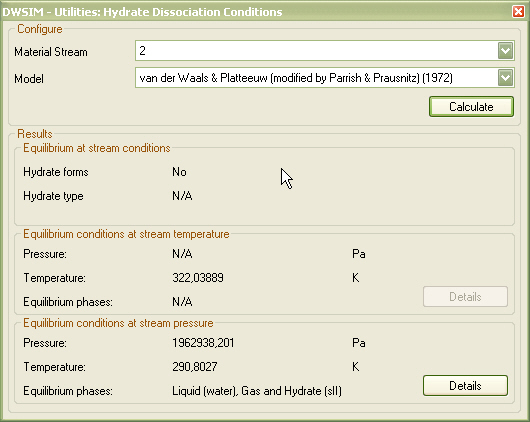 DWSIM - Utilities: Hydrate Dissociation Conditions
Configure
Material Stream 2
Model van der Waals & Platteeuw (modified by Parrish & Prausnitz) (1972)
Calculate
Results
Equilibrium at stream conditions
Hydrate forms No
Hydrate type N/A
Equilibrium conditions at stream temperature
Pressure: N/A Pa
Temperature: 322,03889 K
Equilibrium phases: N/A Details
Equilibrium conditions at stream pressure
Pressure: 1962938,201 Pa
Temperature: 290,8027 K
Equilibrium phases: Liquid (water), Gas and Hydrate (sII) Details